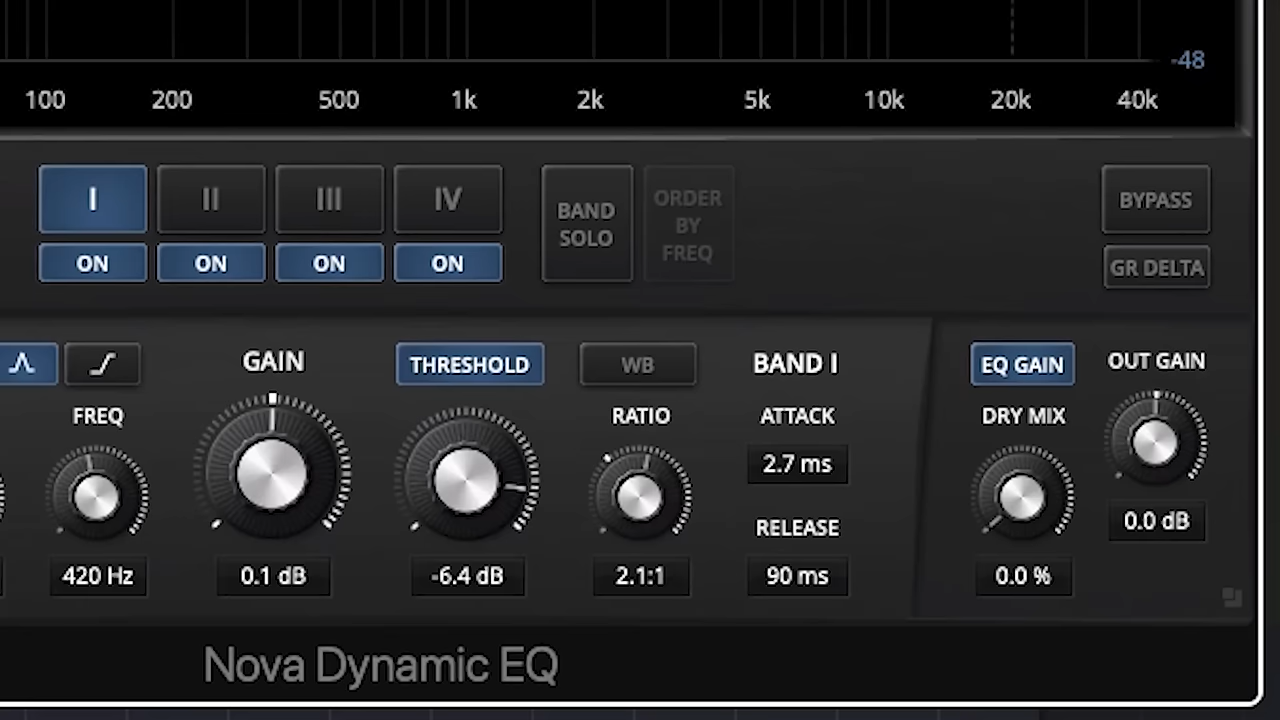 -48
100 200 500 1k 2k 5k 10k 20k 40k
I II III IV
BAND
SOLO
ORDER
BY
FREQ
BYPASS
ON ON ON ON
GR DELTA
GAIN THRESHOLD WB BAND I EQ GAIN OUT GAIN
FREQ RATIO ATTACK DRY MIX
2.7 ms
RELEASE 0.0 dB
420 Hz 0.1 dB -6.4 dB 2.1:1 90 ms 0.0 %
Nova Dynamic EQ